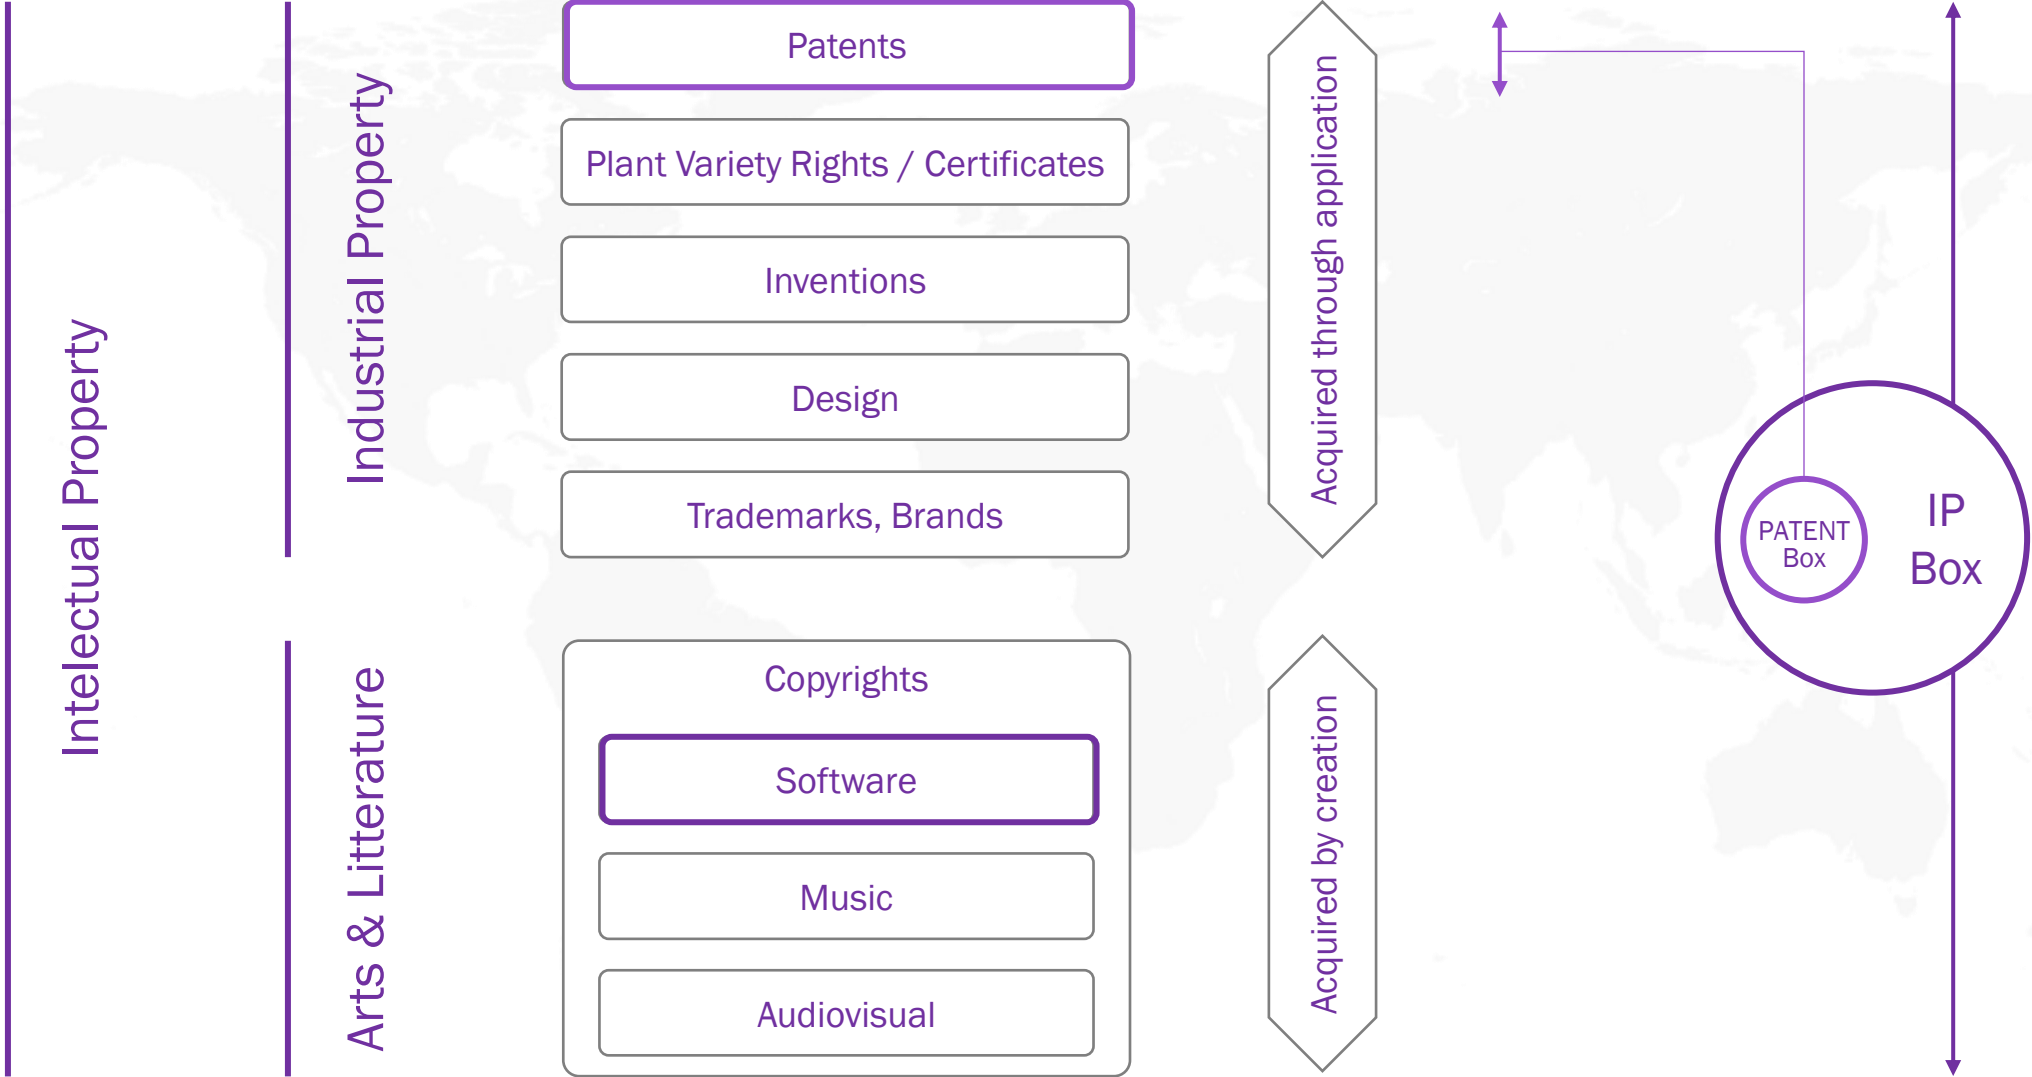 Intelectual Property
Industrial Property
Patents
Plant Variety Rights / Certificates
Inventions
Design
Trademarks, Brands
Acquired through application
Arts & Litterature
Copyrights
Software
Music
Audiovisual
Acquired by creation
PATENT
Box
IP
Box